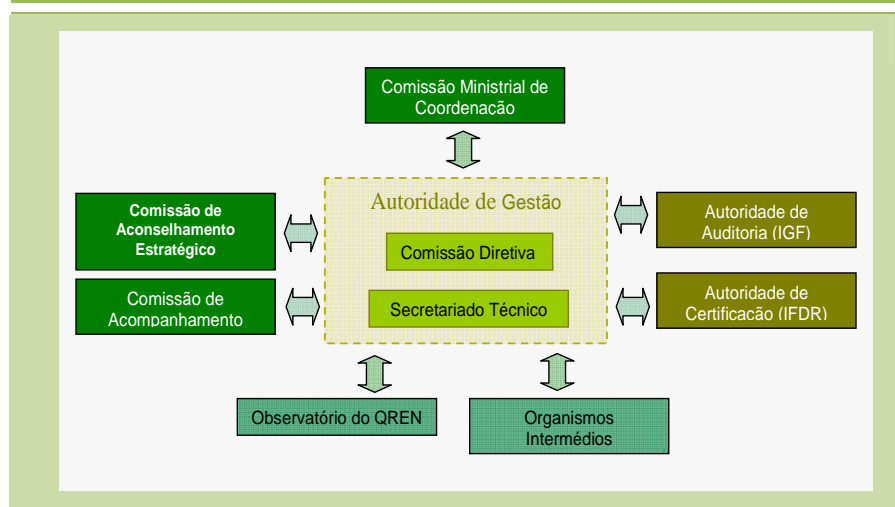 Comissão Ministrial de
Coordenação
Autoridade de Gestão
Comissão de
Aconselhamento
Estratégico
Autoridade de
Auditoria (IGF)
Comissão Diretiva
Comissão de
Acompanhamento
Secretariado Técnico
Autoridade de
Certificação (IFDR)
Observatório do QREN
Organismos
Intermédios